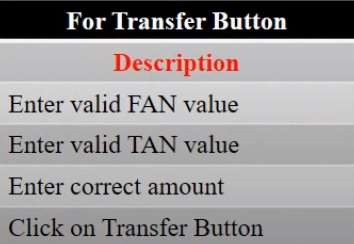 For Transfer Button
Description
Enter valid FAN value
Enter valid TAN value
Enter correct amount
Click on Transfer Button